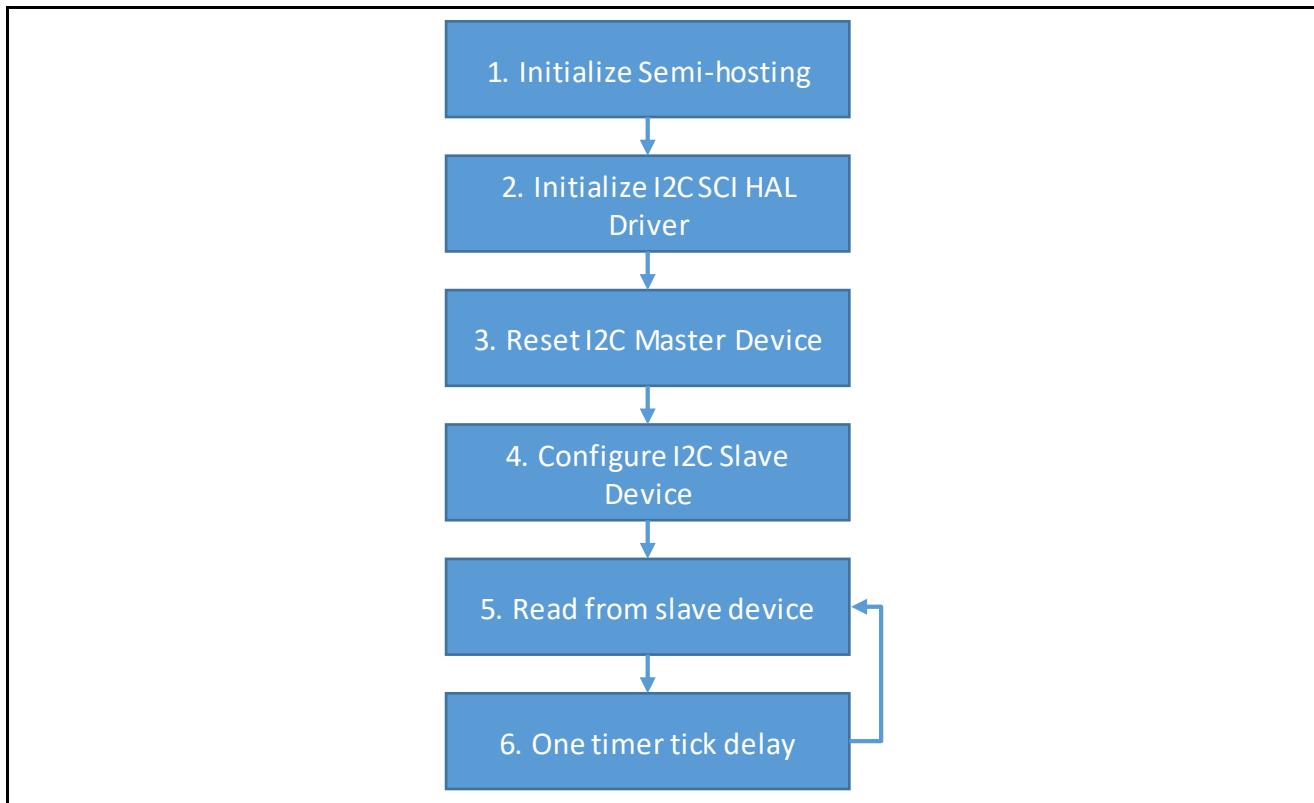 1. Initialize Semi-hosting
2. Initialize I2C SCI HAL
Driver
3. Reset I2C Master Device
4. Configure I2C Slave
Device
5. Read from slave device
6. One timer tick delay